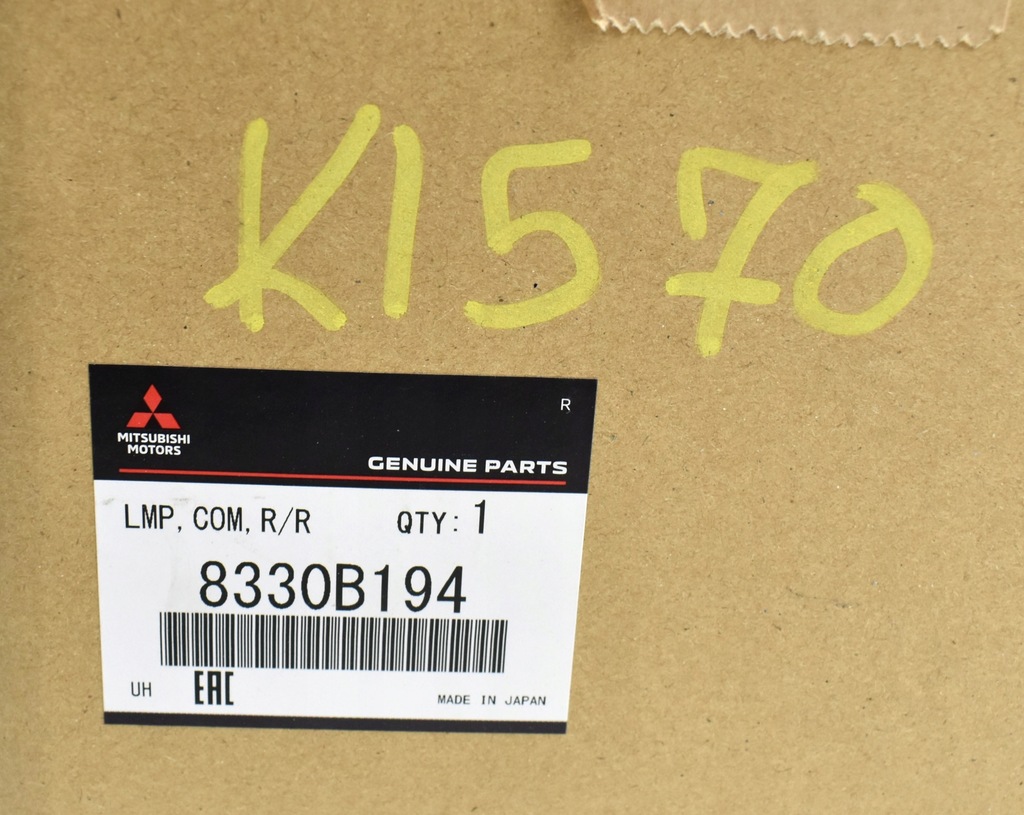 K1570
R
MITSUBISHI
MOTORS
GENUINE PARTS
LMP, COM, R/R QTY: 1
8330B194
UH EAC MADE IN JAPAN